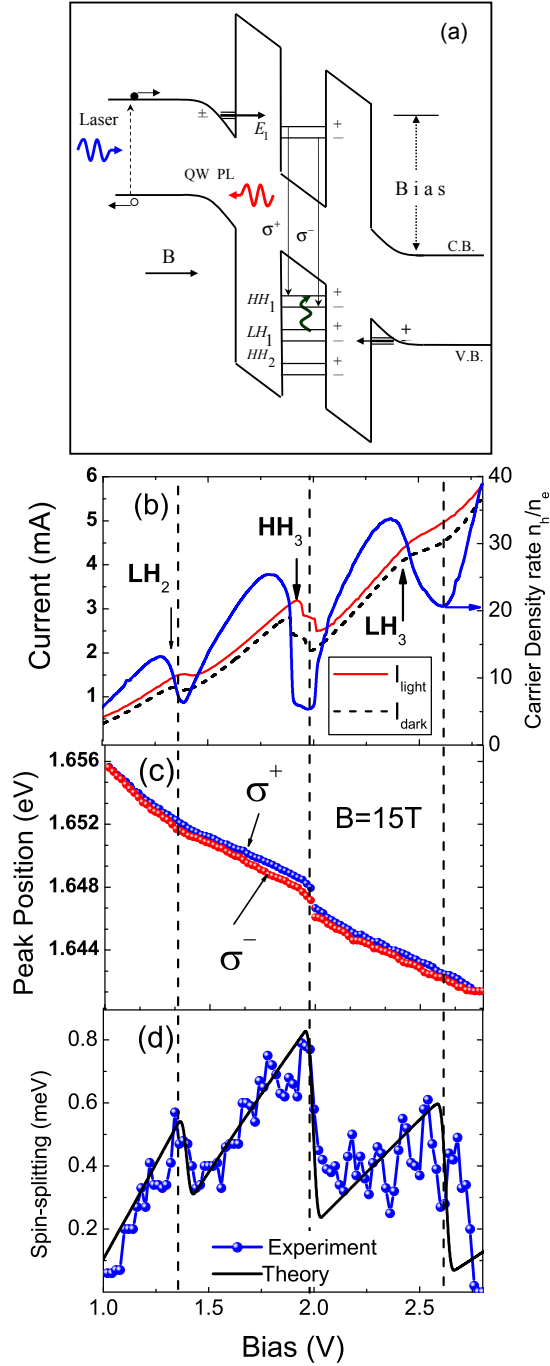 (a)
Laser
±
E1
+
−
QW PL
Bias
σ+ σ−
B
C.B.
HH1
+
−
LH1
+
−
+
−
V.B.
HH2
+
−
(b)
6
5
4
3
2
1
Current (mA)
LH2
HH3
LH3
Ilight
Idark
40
30
20
10
0
Carrier Density rate nh/ne
(c)
1.656
1.652
1.648
1.644
Peak Position (eV)
σ+
B=15T
σ−
(d)
0.8
0.6
0.4
0.2
Spin-splitting (meV)
Experiment
Theory
1.0 1.5 2.0 2.5
Bias (V)